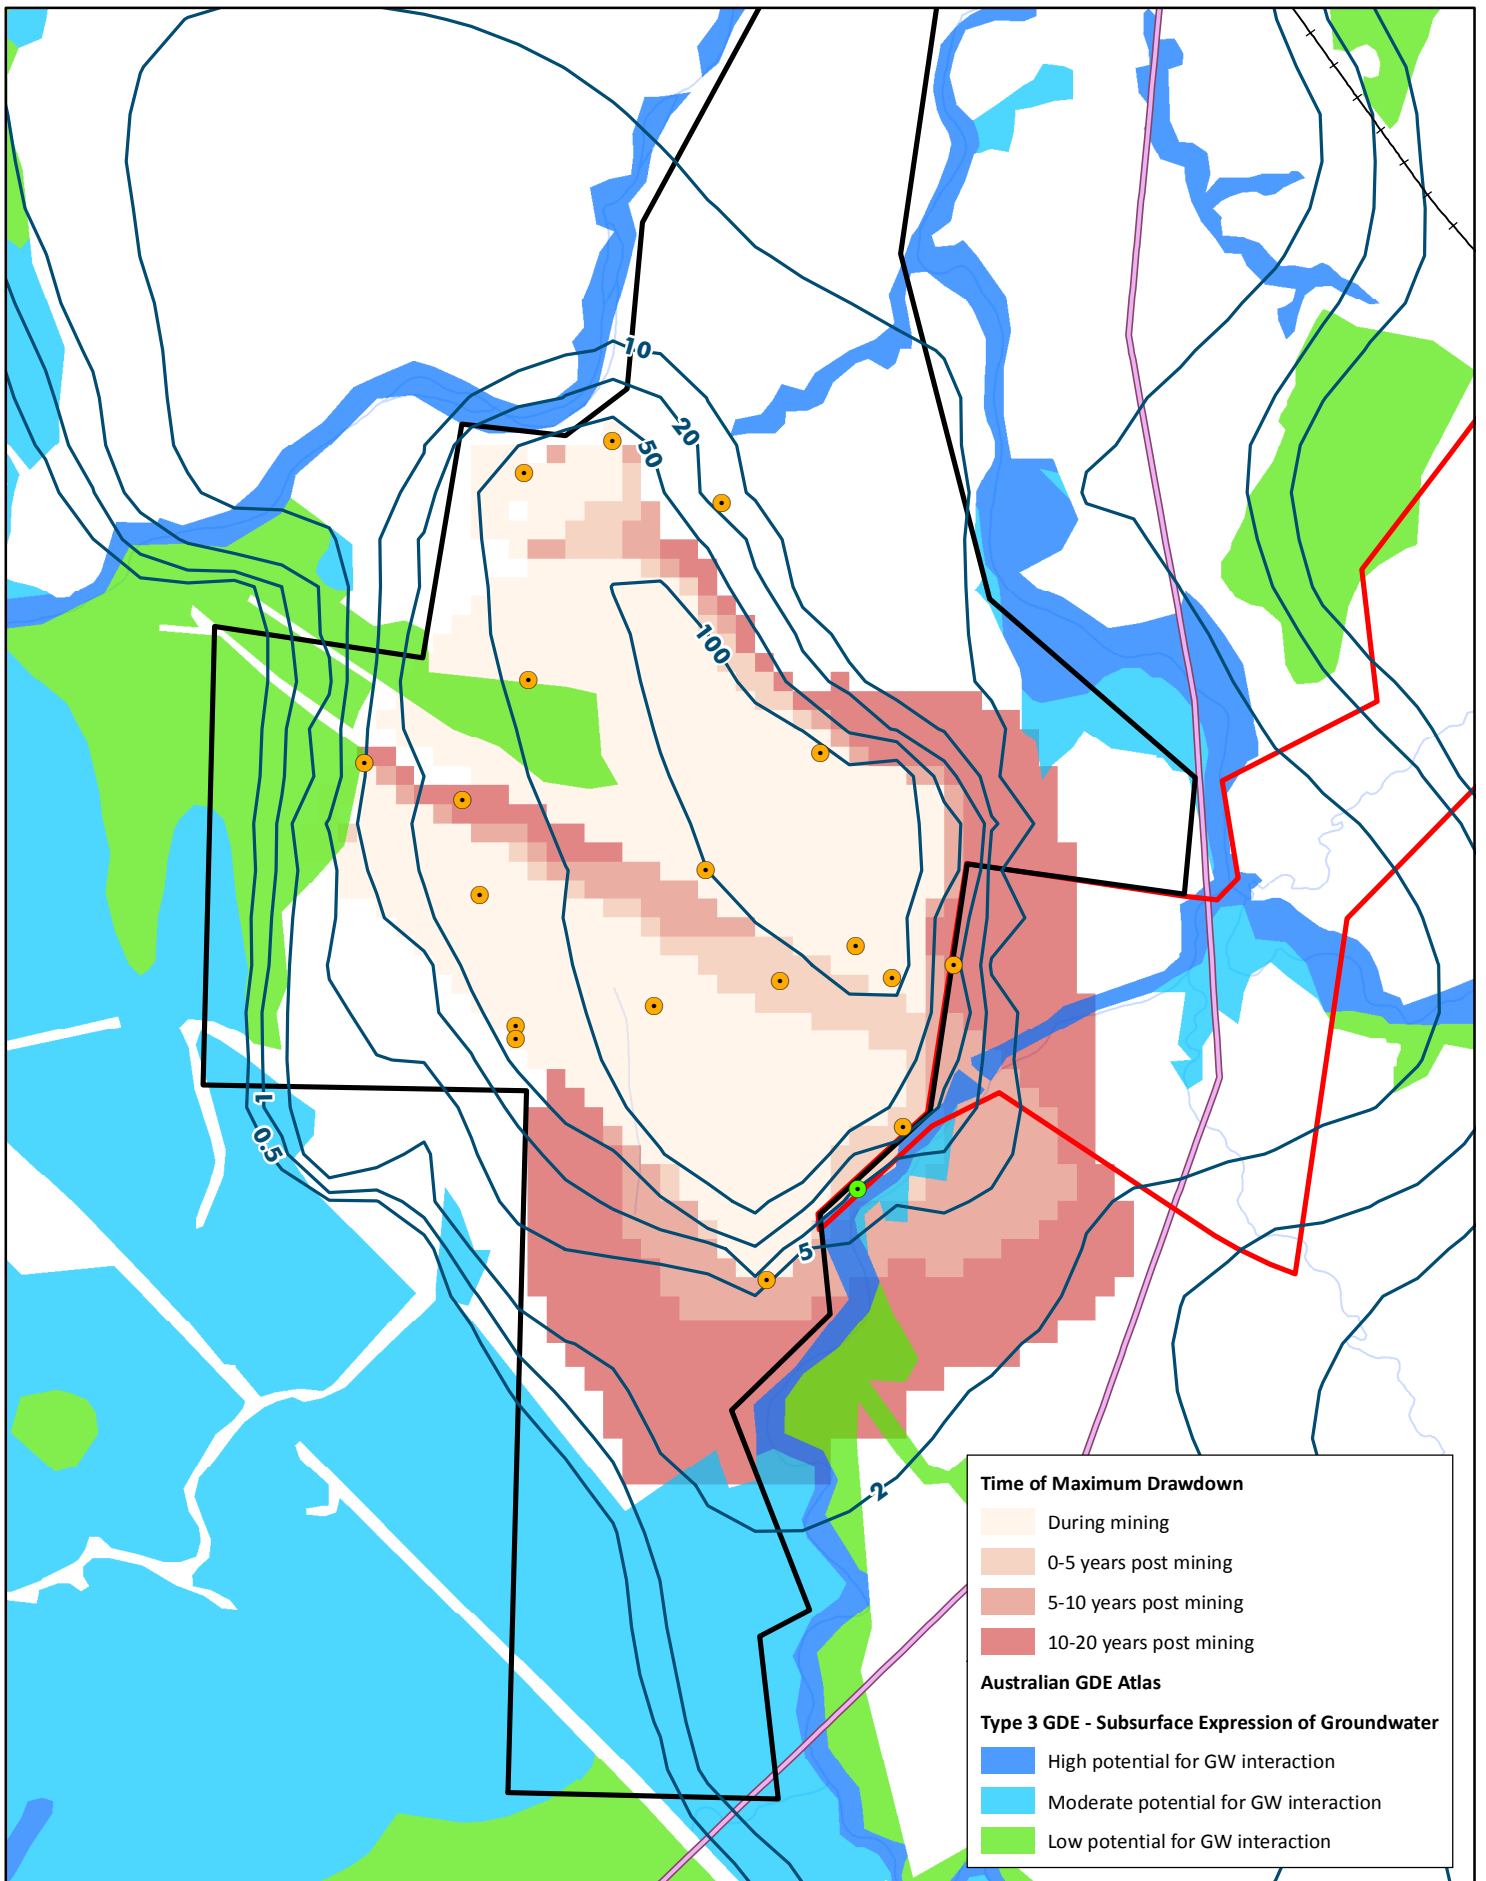 10
20
50
100
1
0.5
5
2
Time of Maximum Drawdown
During mining
0-5 years post mining
5-10 years post mining
10-20 years post mining
Australian GDE Atlas
Type 3 GDE - Subsurface Expression of Groundwater
High potential for GW interaction
Moderate potential for GW interaction
Low potential for GW interaction